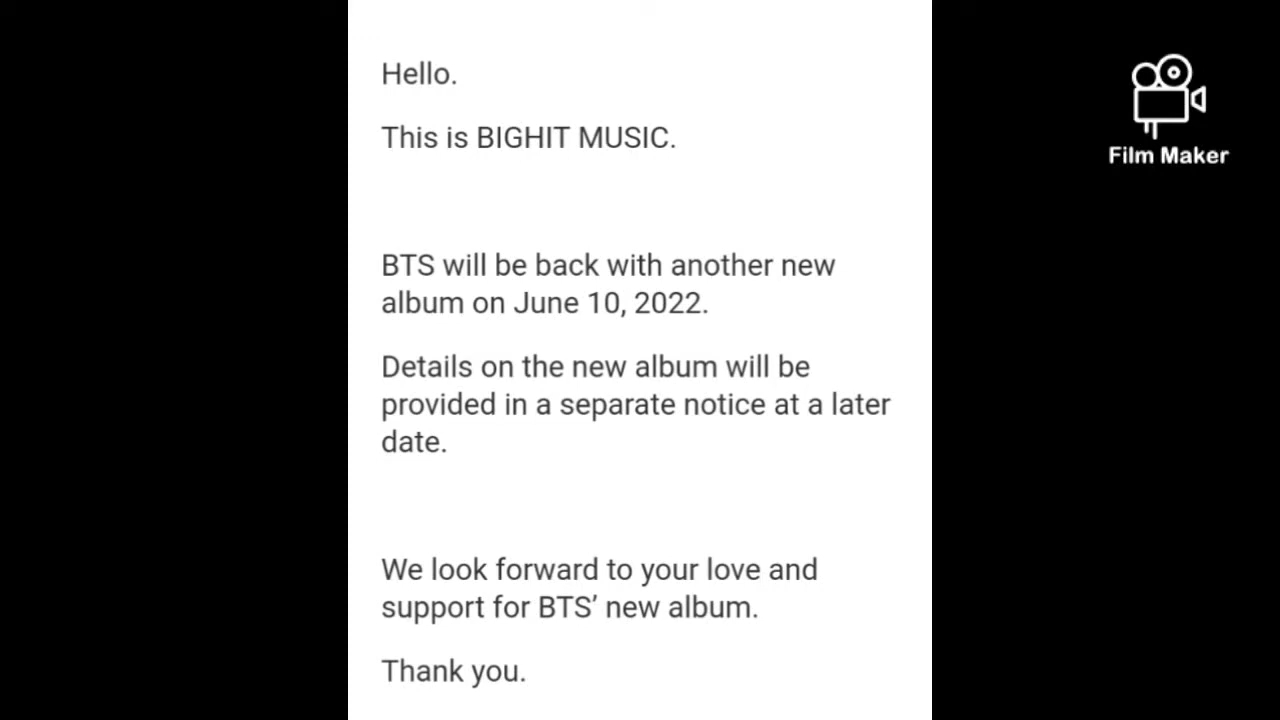 Hello.
This is BIGHIT MUSIC.
BTS will be back with another new
album on June 10, 2022.
Details on the new album will be
provided in a separate notice at a later
date.
We look forward to your love and
support for BTS’ new album.
Thank you.
Film Maker